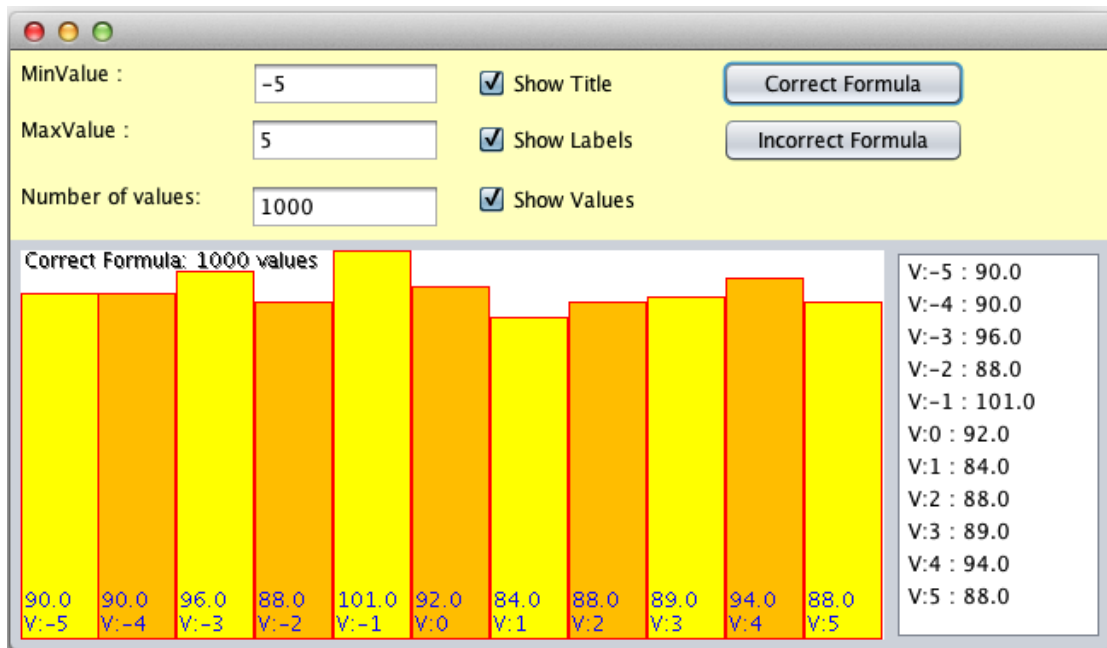 MinValue :
-5
Show Title
Correct Formula
MaxValue :
5
Show Labels
Incorrect Formula
Number of values:
1000
Show Values
Correct Formula: 1000 values
90.0 90.0 96.0 88.0 101.0 92.0 84.0 88.0 89.0 94.0 88.0
V:-5 V:-4 V:-3 V:-2 V:-1 V:0 V:1 V:2 V:3 V:4 V:5
V:-5 : 90.0
V:-4 : 90.0
V:-3 : 96.0
V:-2 : 88.0
V:-1 : 101.0
V:0 : 92.0
V:1 : 84.0
V:2 : 88.0
V:3 : 89.0
V:4 : 94.0
V:5 : 88.0